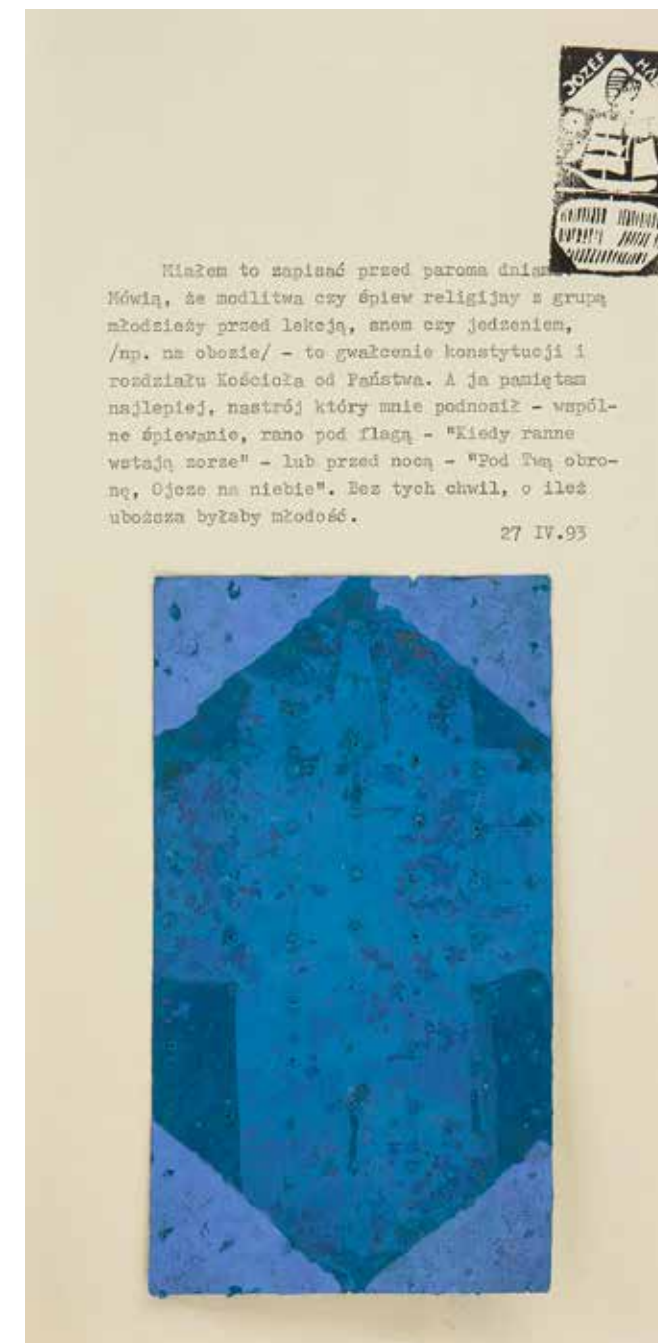 JOZEF
Miałem to zapisać przed paroma
Mówią, że modlitwa czy śpiew religijny z grupą
młodzieży przed lekcją, snem czy jedzeniem,
/np. na obozie/ - to gwałcenie konstytucji i
rozdziału Kościoła od Państwa. A ja pamiętam
najlepiej, nastrój który mnie podnosił - wspól-
ne śpiewanie, rano pod flagą - "Kiedy ranne
wstają zorze" - lub przed nocą - "Pod Twą obro-
nę, Ojcze na niebie". Bez tych chwil, o ileż
uboższa byłaby młodość.
27 IV.93